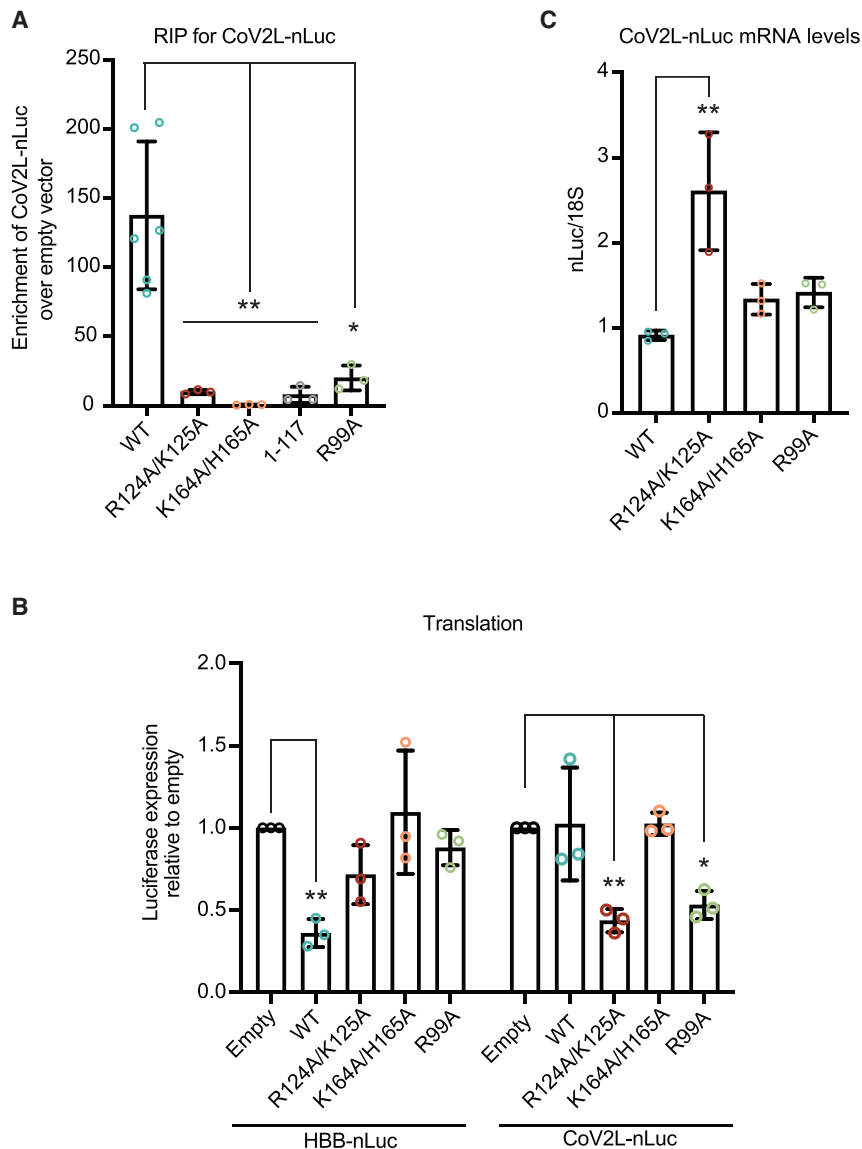 A
RIP for CoV2L-nLuc
Enrichment of CoV2L-nLuc
over empty vector
250
200
150
100
50
0
**
*
WT
R124A/K125A
K164A/H165A
1-117
R99A
C
CoV2L-nLuc mRNA levels
nLuc/18S
4
3
2
1
0
**
WT
R124A/K125A
K164A/H165A
R99A
B
Translation
Luciferase expression
relative to empty
2.0
1.5
1.0
0.5
0.0
**
**
*
Empty
WT
R124A/K125A
K164A/H165A
R99A
Empty
WT
R124A/K125A
K164A/H165A
R99A
HBB-nLuc
CoV2L-nLuc